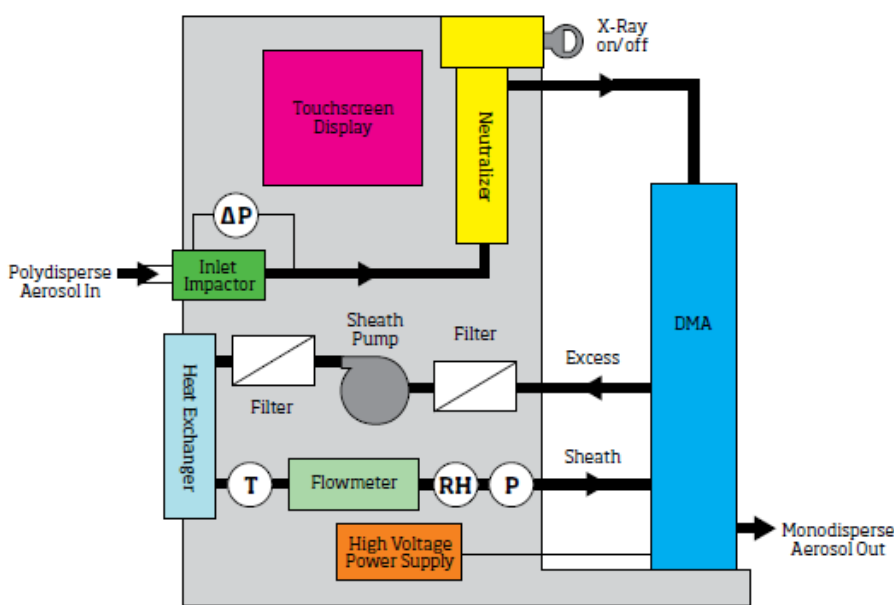 X-Ray
on/off
Touchscreen
Display
Neutralizer
ΔP
Polydisperse
Aerosol In
Inlet
Impactor
DMA
Sheath
Pump
Filter
Excess
Heat Exchanger
Filter
Sheath
T
Flowmeter
RH
P
High Voltage
Power Supply
Monodisperse
Aerosol Out